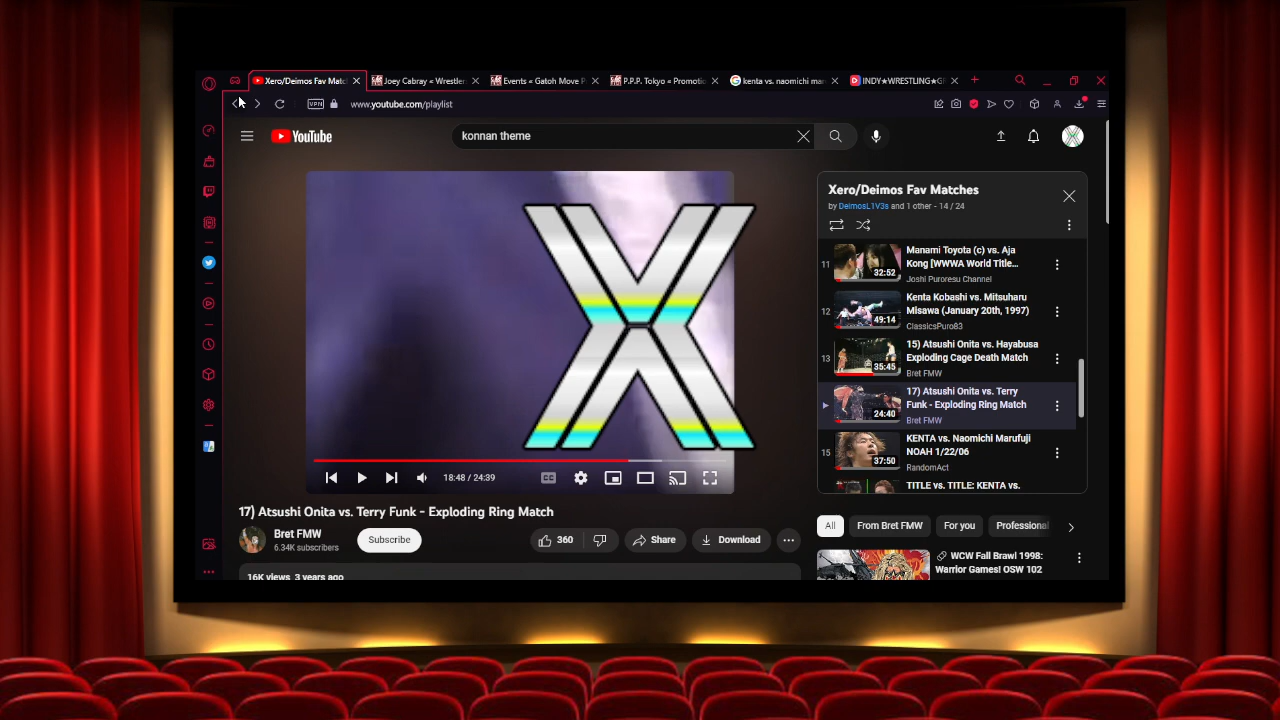 Xero/Deimos Fav Matc
Joey Cabray « Wrestler
Events « Gatoh Move P
P.P.P. Tokyo « Promotic
kenta vs. naomichi mar
INDY★WRESTLING★G
VPN
www.youtube.com/playlist
YouTube
konnan theme
X
18:48 / 24:39
CC
17) Atsushi Onita vs. Terry Funk - Exploding Ring Match
Bret FMW
6.34K subscribers
Subscribe
360
Share
Download
16K views 3 years ago
Xero/Deimos Fav Matches
by DeimosL1V3s and 1 other - 14 / 24
11
32:52
Manami Toyota (c) vs. Aja
Kong [WWWA World Title...
Joshi Puroresu Channel
12
49:14
Kenta Kobashi vs. Mitsuharu
Misawa (January 20th, 1997)
ClassicsPuro83
13
35:45
15) Atsushi Onita vs. Hayabusa
Exploding Cage Death Match
Bret FMW
24:40
17) Atsushi Onita vs. Terry
Funk - Exploding Ring Match
Bret FMW
15
37:50
KENTA vs. Naomichi Marufuji
NOAH 1/22/06
RandomAct
TITLE vs. TITLE: KENTA vs.
All
From Bret FMW
For you
Professional
WCW Fall Brawl 1998:
Warrior Games! OSW 102